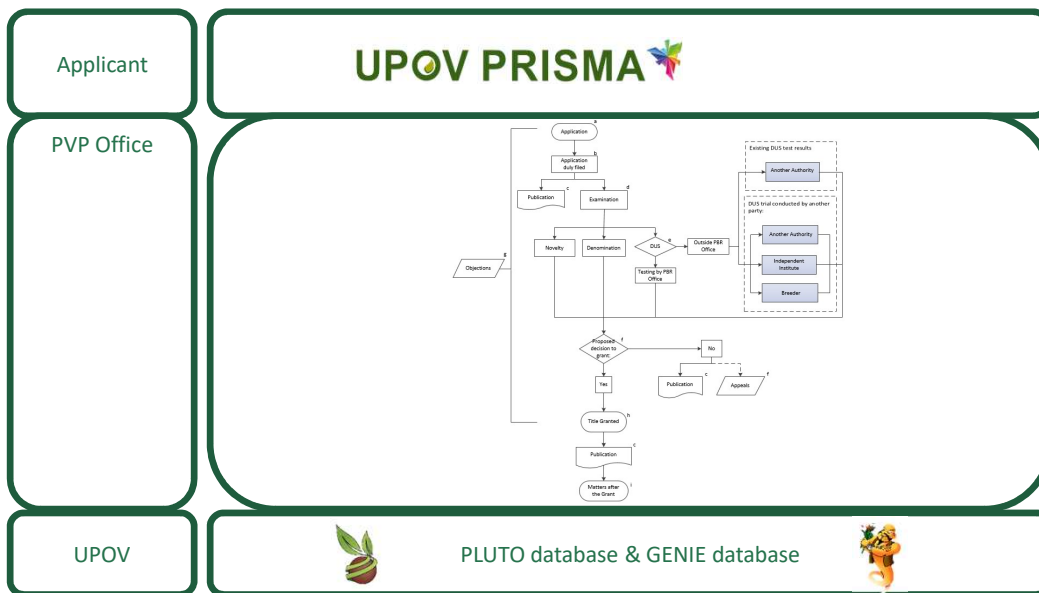 Applicant
UPOV PRISMA
PVP Office
a
Application
b
Application
duly filed
c
Publication
d
Examination
Existing DUS test results
Another Authority
DUS trial conducted by another
party:
Another Authority
Independent
Institute
Breeder
Novelty
Denomination
e
DUS
Outside PBR
Office
Testing by PBR
Office
g
Objections
f
Proposed
decision to
grant
No
Yes
c
Publication
f
Appeals
h
Title Granted
c
Publication
i
Matters after
the Grant
UPOV
PLUTO database & GENIE database